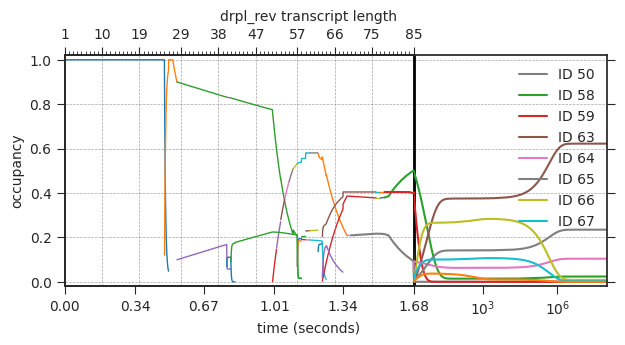 drpl_rev transcript length
1 10 19 29 38 47 57 66 75 85
1.0
0.8
0.6
0.4
0.2
0.0
occupancy
ID 50
ID 58
ID 59
ID 63
ID 64
ID 65
ID 66
ID 67
0.00 0.34 0.67 1.01 1.34 1.68 10³ 10⁶
time (seconds)